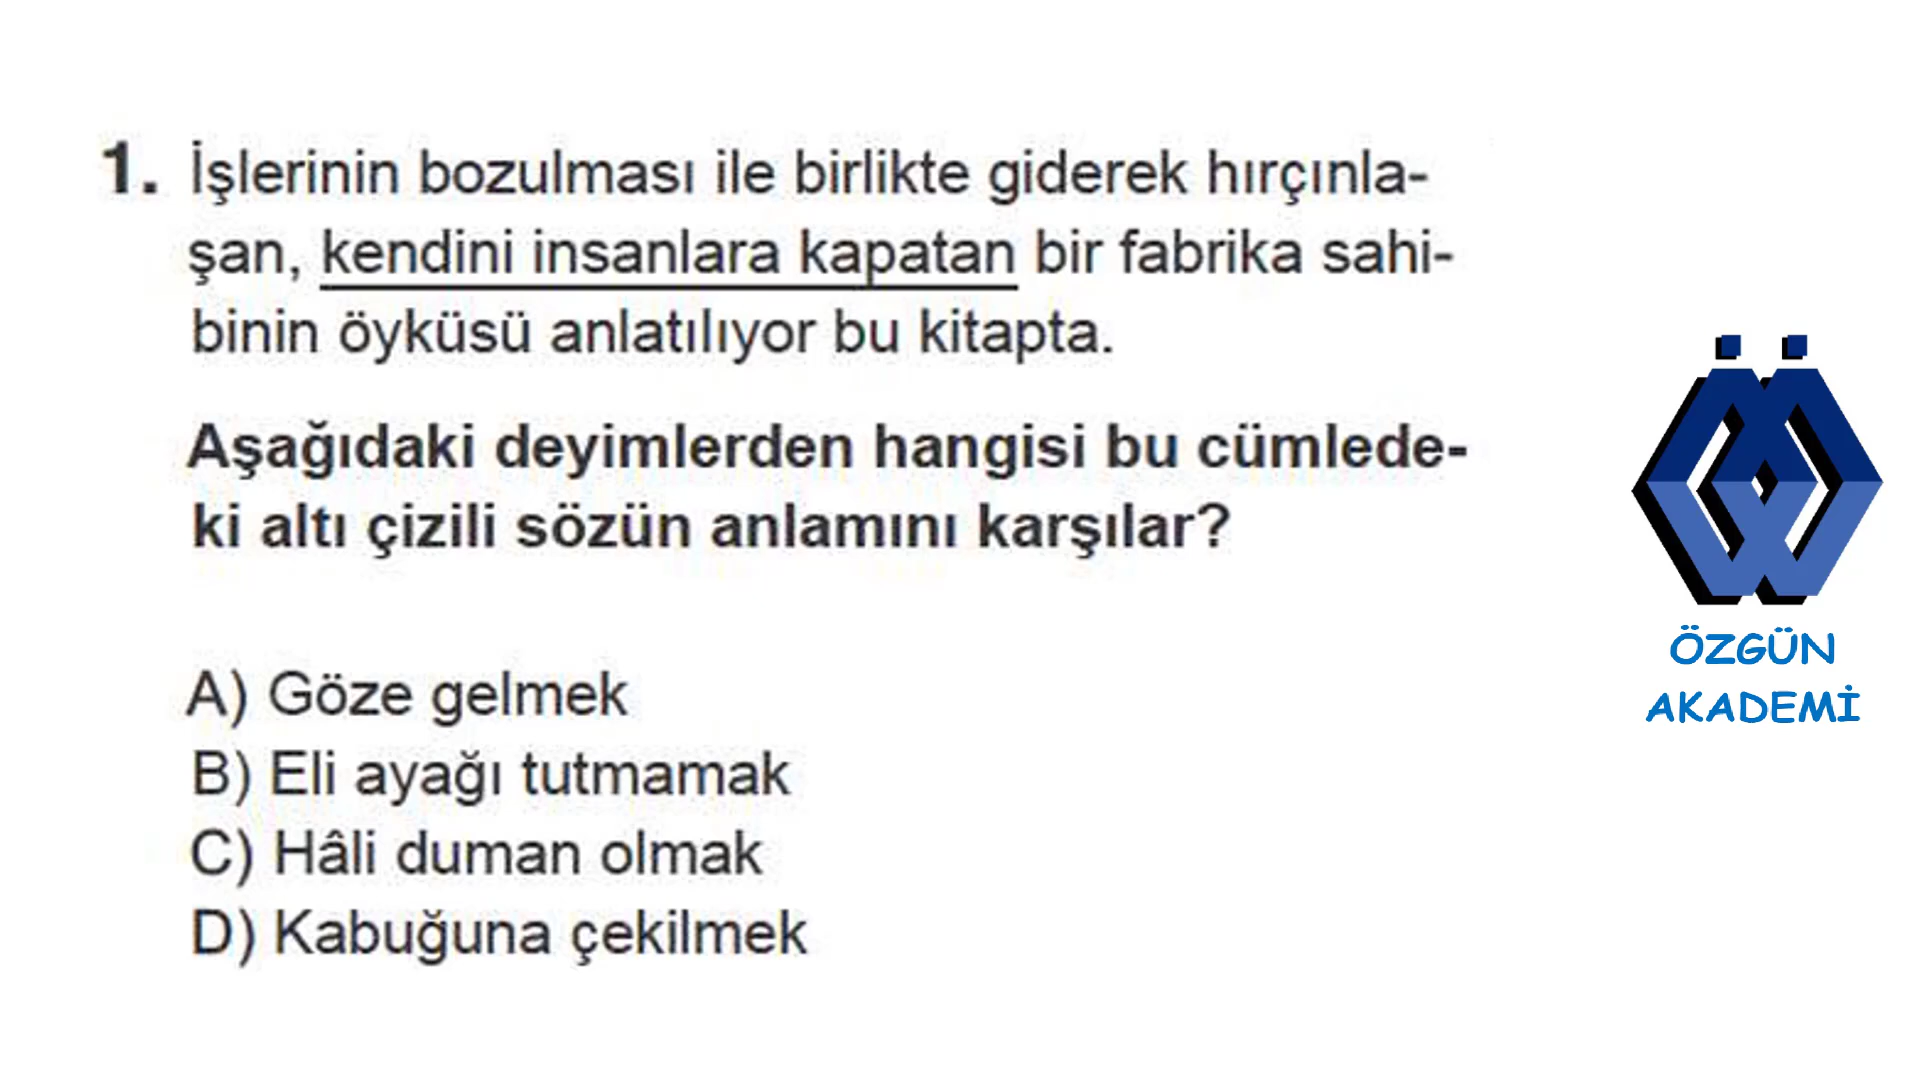 1. İşlerinin bozulması ile birlikte giderek hırçınla-
şan, kendini insanlara kapatan bir fabrika sahi-
binin öyküsü anlatılıyor bu kitapta.
Aşağıdaki deyimlerden hangisi bu cümlede-
ki altı çizili sözün anlamını karşılar?
A) Göze gelmek
B) Eli ayağı tutmamak
C) Hâli duman olmak
D) Kabuğuna çekilmek
ÖZGÜN
AKADEMİ